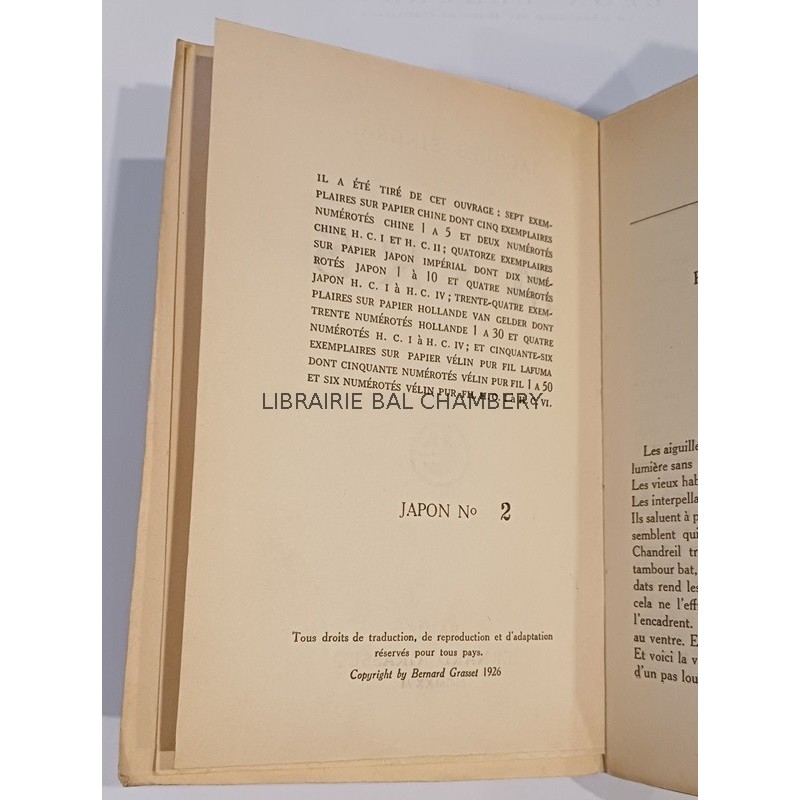 IL A ÉTÉ TIRÉ DE CET OUVRAGE : SEPT EXEM-
PLAIRES SUR PAPIER CHINE DONT CINQ EXEMPLAIRES
NUMÉROTÉS CHINE 1 A 5 ET DEUX NUMÉROTÉS
CHINE H. C. I ET H. C. II ; QUATORZE EXEMPLAIRES
SUR PAPIER JAPON IMPÉRIAL DONT DIX NUMÉ-
ROTÉS JAPON 1 à 10 ET QUATRE NUMÉROTÉS
JAPON H. C. I à H. C. IV ; TRENTE-QUATRE EXEM-
PLAIRES SUR PAPIER HOLLANDE VAN GELDER DONT
TRENTE NUMÉROTÉS HOLLANDE 1 A 30 ET QUATRE
NUMÉROTÉS H. C. I à H. C. IV ; ET CINQUANTE-SIX
EXEMPLAIRES SUR PAPIER VÉLIN PUR FIL LAFUMA
DONT CINQUANTE NUMÉROTÉS VÉLIN PUR FIL 1 A 50
ET SIX NUMÉROTÉS VÉLIN PUR FIL H. C. I à H. C. VI.
LIBRAIRIE BAL CHAMBERY
JAPON No 2
Tous droits de traduction, de reproduction et d'adaptation
réservés pour tous pays.
Copyright by Bernard Grasset 1926
Les aiguille
lumière sans
Les vieux hab
Les interpella
Ils saluent à p
semblent qui
Chandreil tr
tambour bat,
dats rend les
cela ne l'effi
l'encadrent.
au ventre. E
Et voici la v
d'un pas lou